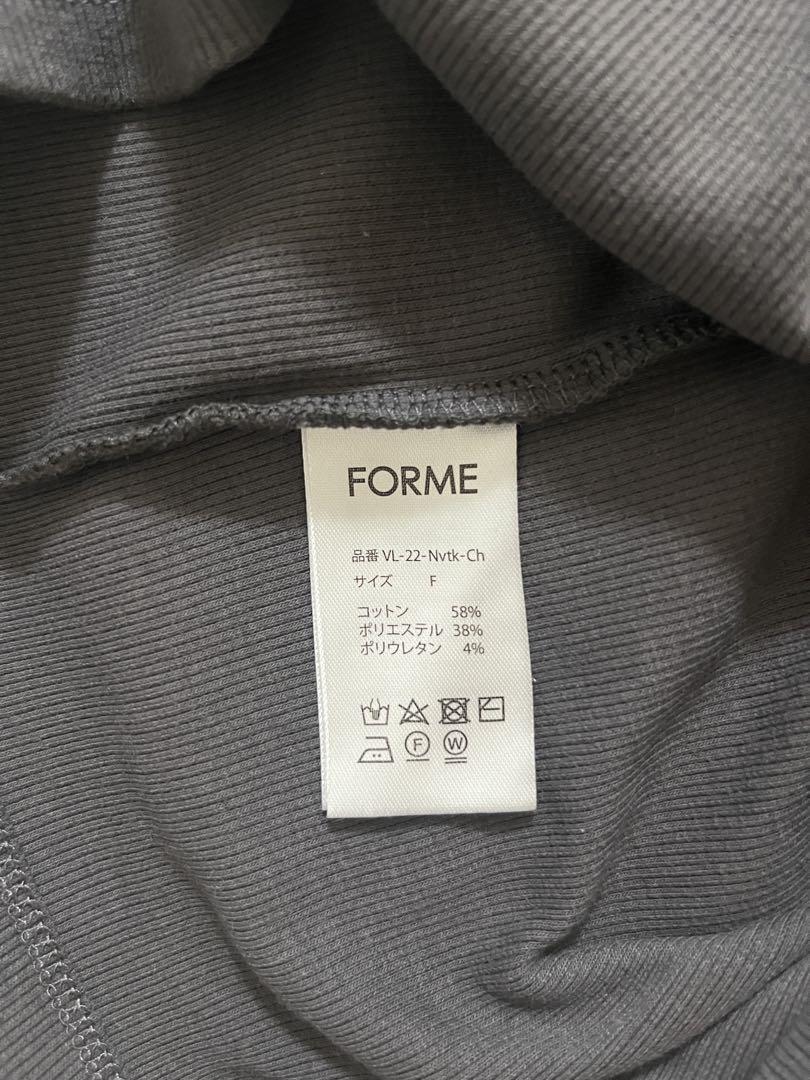 FORME
品番 VL-22-Nvtk-Ch
サイズ F
コットン 58%
ポリエステル 38%
ポリウレタン 4%
F W